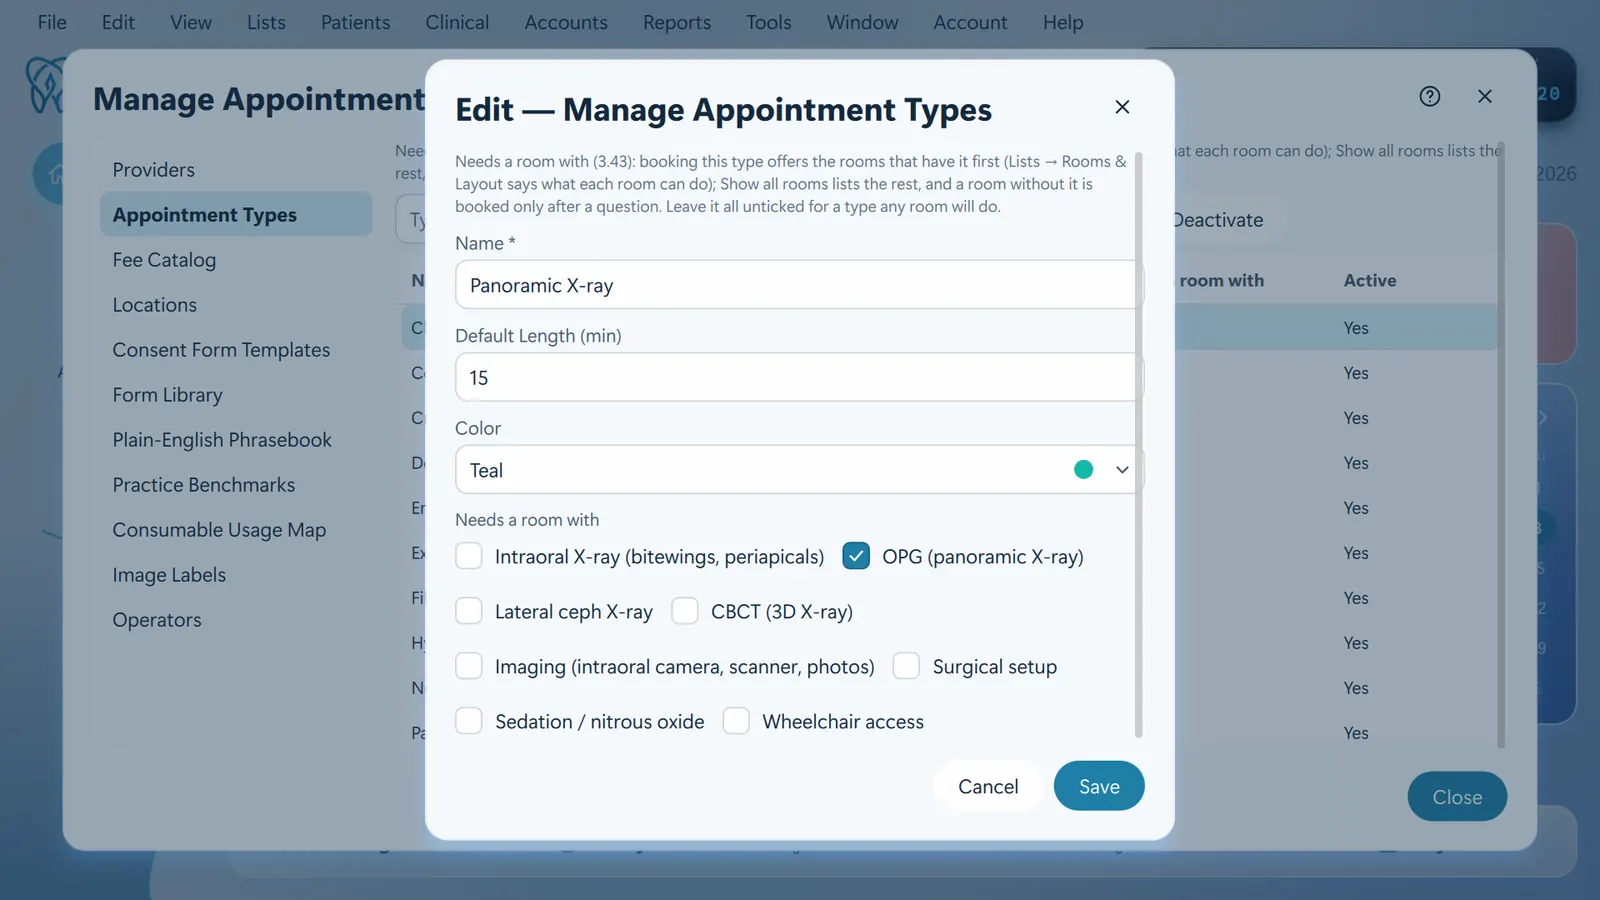 File Edit View Lists Patients Clinical Accounts Reports Tools Window Account Help
Manage Appointment
20
2026
Providers
Appointment Types
Fee Catalog
Locations
Consent Form Templates
Form Library
Plain-English Phrasebook
Practice Benchmarks
Consumable Usage Map
Image Labels
Operators
at each room can do); Show all rooms lists the
rest,
Deactivate
room with Active
Yes
Yes
Yes
Yes
Yes
Yes
Yes
Yes
Yes
Yes
Close
Edit — Manage Appointment Types
Needs a room with (3.43): booking this type offers the rooms that have it first (Lists → Rooms &
Layout says what each room can do); Show all rooms lists the rest, and a room without it is
booked only after a question. Leave it all unticked for a type any room will do.
Name *
Panoramic X-ray
Default Length (min)
15
Color
Teal
Needs a room with
Intraoral X-ray (bitewings, periapicals) OPG (panoramic X-ray)
Lateral ceph X-ray CBCT (3D X-ray)
Imaging (intraoral camera, scanner, photos) Surgical setup
Sedation / nitrous oxide Wheelchair access
Cancel Save